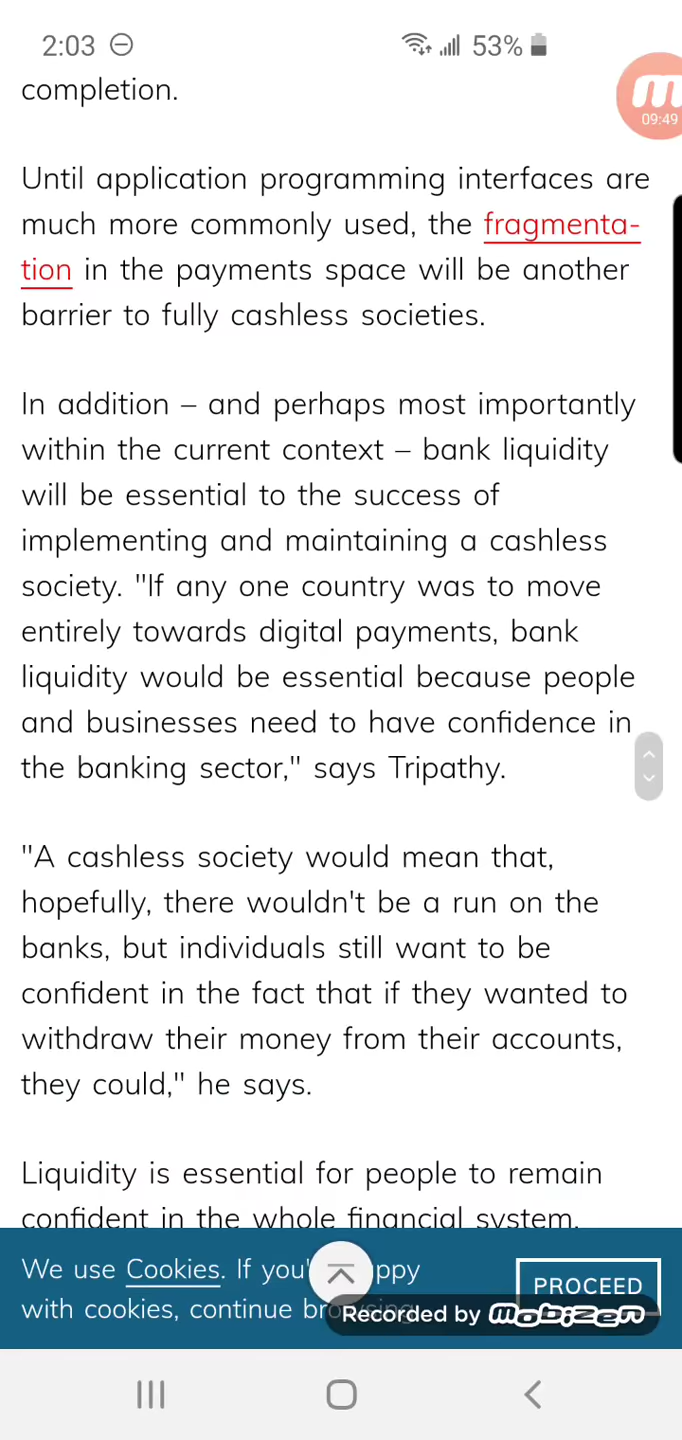 2:03
53%
09:49
completion.
Until application programming interfaces are
much more commonly used, the fragmenta-
tion in the payments space will be another
barrier to fully cashless societies.
In addition – and perhaps most importantly
within the current context – bank liquidity
will be essential to the success of
implementing and maintaining a cashless
society. "If any one country was to move
entirely towards digital payments, bank
liquidity would be essential because people
and businesses need to have confidence in
the banking sector," says Tripathy.
"A cashless society would mean that,
hopefully, there wouldn't be a run on the
banks, but individuals still want to be
confident in the fact that if they wanted to
withdraw their money from their accounts,
they could," he says.
Liquidity is essential for people to remain
confident in the whole financial system.
We use Cookies. If you' ppy
with cookies, continue
PROCEED
Recorded by mobizen